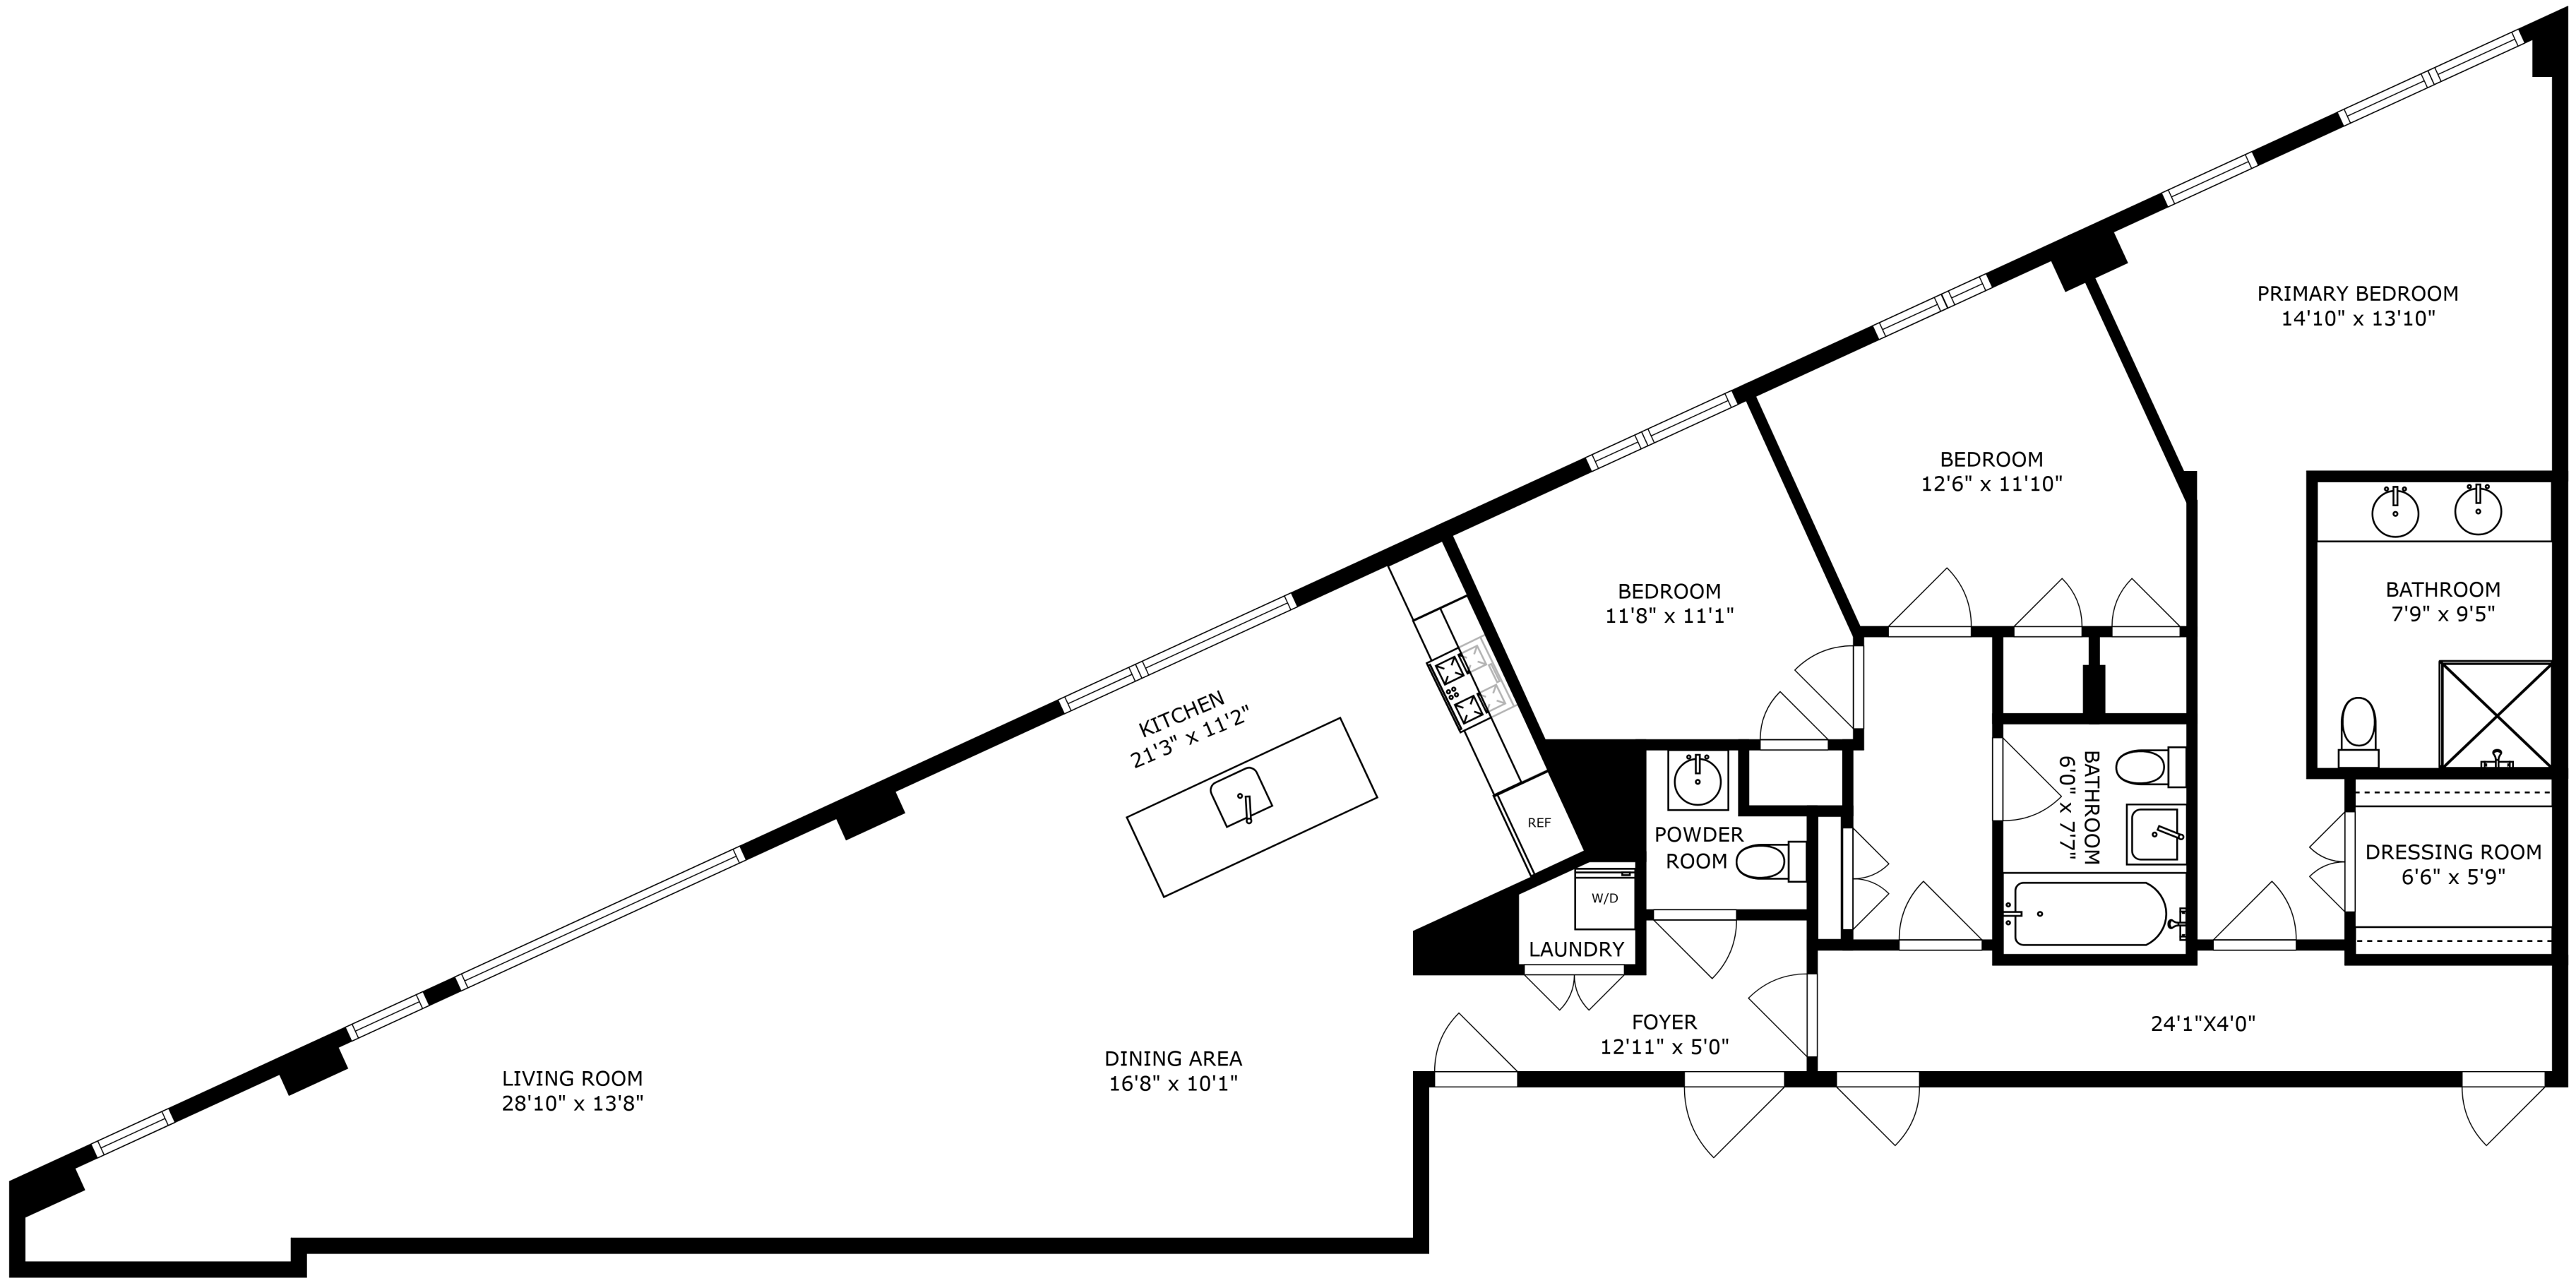 PRIMARY BEDROOM
14'10" x 13'10"
BEDROOM
12'6" x 11'10"
BEDROOM
11'8" x 11'1"
BATHROOM
7'9" x 9'5"
KITCHEN
21'3" x 11'2"
REF
POWDER
ROOM
BATHROOM
6'0" x 7'7"
DRESSING ROOM
6'6" x 5'9"
W/D
LAUNDRY
FOYER
12'11" x 5'0"
24'1"X4'0"
DINING AREA
16'8" x 10'1"
LIVING ROOM
28'10" x 13'8"